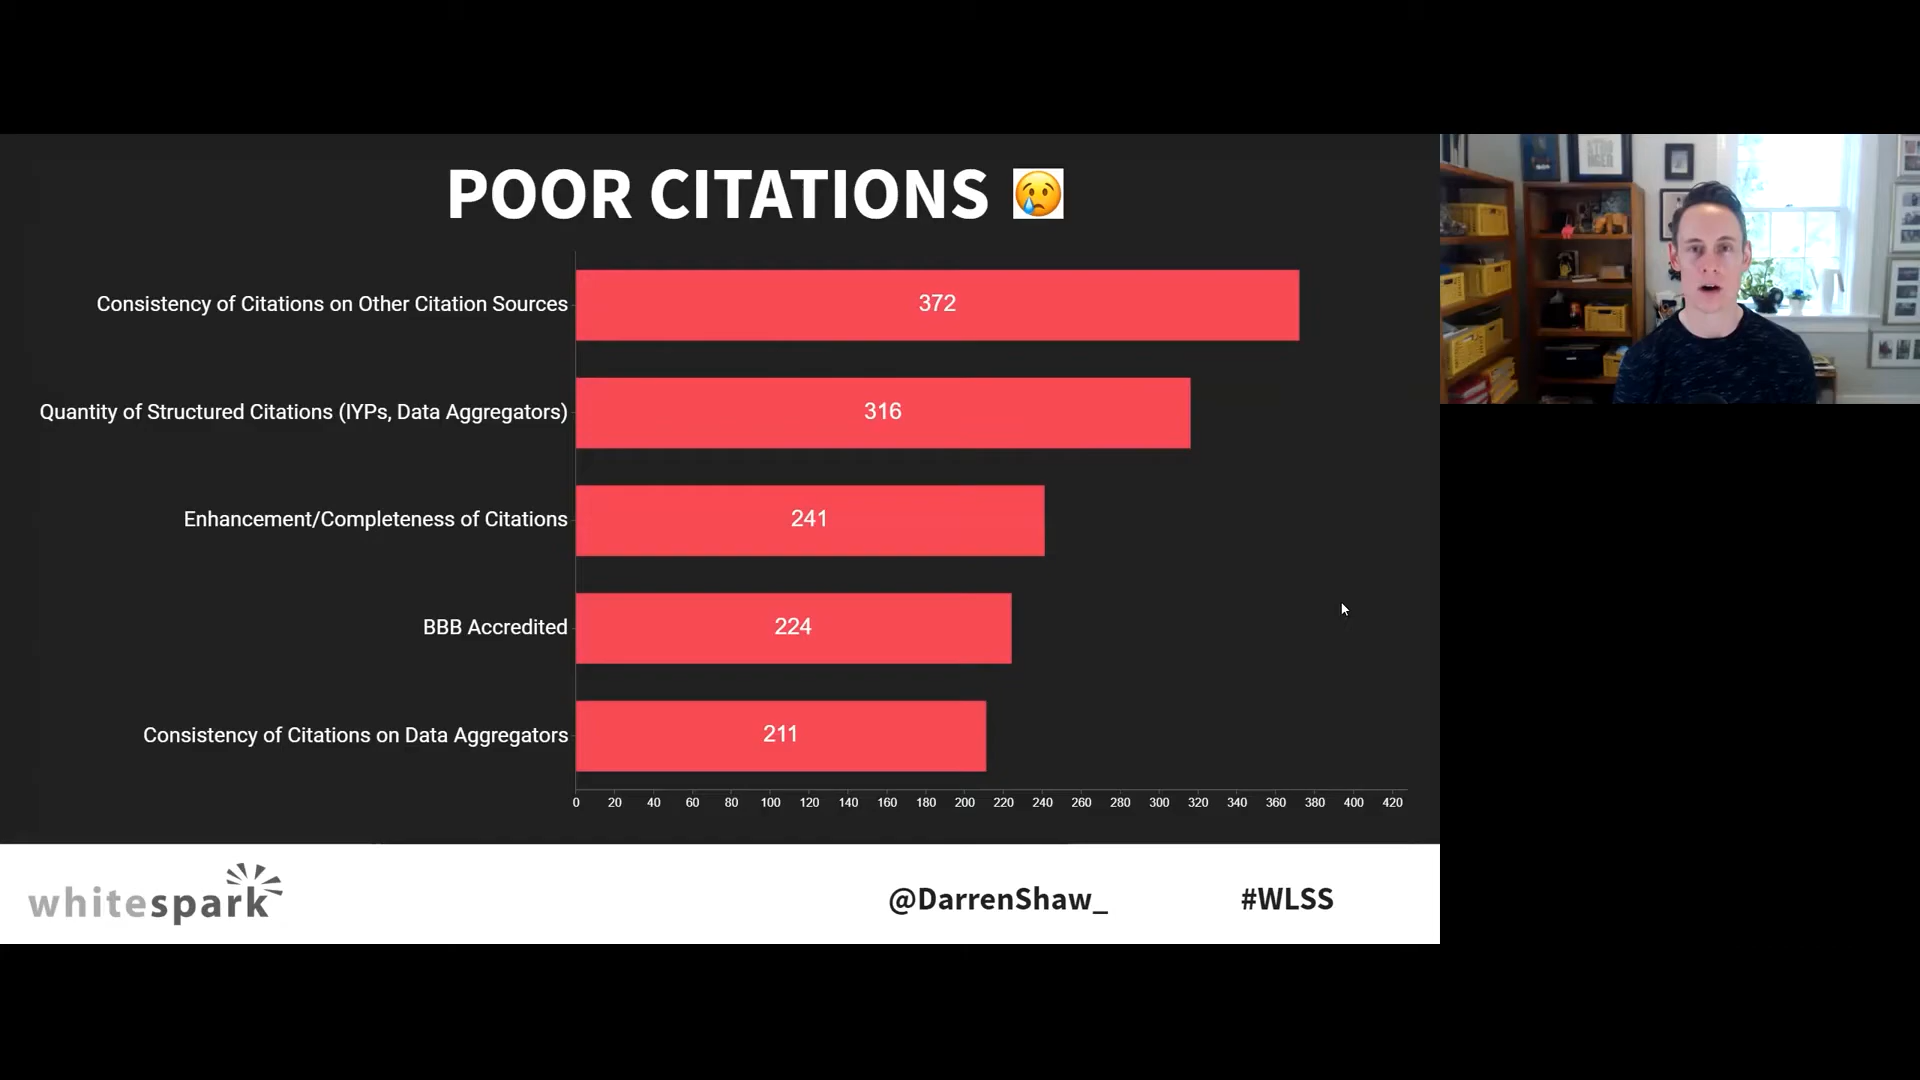 POOR CITATIONS 😢
Consistency of Citations on Other Citation Sources
372
Quantity of Structured Citations (IYPs, Data Aggregators)
316
Enhancement/Completeness of Citations
241
BBB Accredited
224
Consistency of Citations on Data Aggregators
211
0 20 40 60 80 100 120 140 160 180 200 220 240 260 280 300 320 340 360 380 400 420
whitespark
@DarrenShaw_
#WLSS